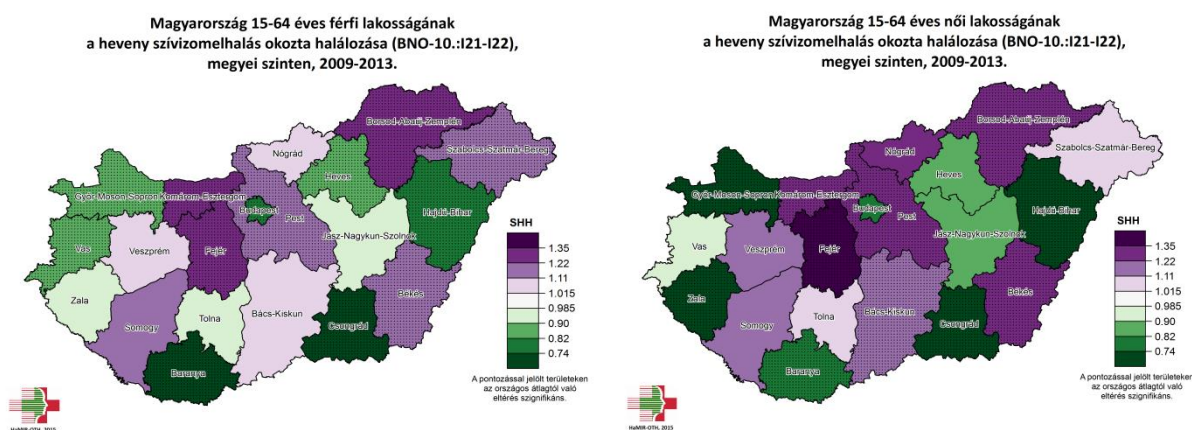 Magyarország 15-64 éves férfi lakosságának
a heveny szívizomelhalás okozta halálozása (BNO-10.:I21-I22),
megyei szinten, 2009-2013.
Borsod-Abaúj-Zemplén
Szabolcs-Szatmár-Bereg
Nógrád
Heves
Győr-Moson-Sopron
Komárom-Esztergom
Budapest
Pest
Hajdú-Bihar
Jász-Nagykun-Szolnok
Vas
Veszprém
Fejér
Zala
Tolna
Békés
Somogy
Bács-Kiskun
Csongrád
Baranya
SHH
1.35
1.22
1.11
1.015
0.985
0.90
0.82
0.74
A pontozással jelölt területeken
az országos átlagtól való
eltérés szignifikáns.
HaMIR-OTH, 2015
Magyarország 15-64 éves női lakosságának
a heveny szívizomelhalás okozta halálozása (BNO-10.:I21-I22),
megyei szinten, 2009-2013.
Borsod-Abaúj-Zemplén
Szabolcs-Szatmár-Bereg
Nógrád
Heves
Győr-Moson-Sopron
Komárom-Esztergom
Budapest
Pest
Hajdú-Bihar
Jász-Nagykun-Szolnok
Vas
Veszprém
Fejér
Zala
Tolna
Békés
Somogy
Bács-Kiskun
Csongrád
Baranya
SHH
1.35
1.22
1.11
1.015
0.985
0.90
0.82
0.74
A pontozással jelölt területeken
az országos átlagtól való
eltérés szignifikáns.
HaMIR-OTH, 2015